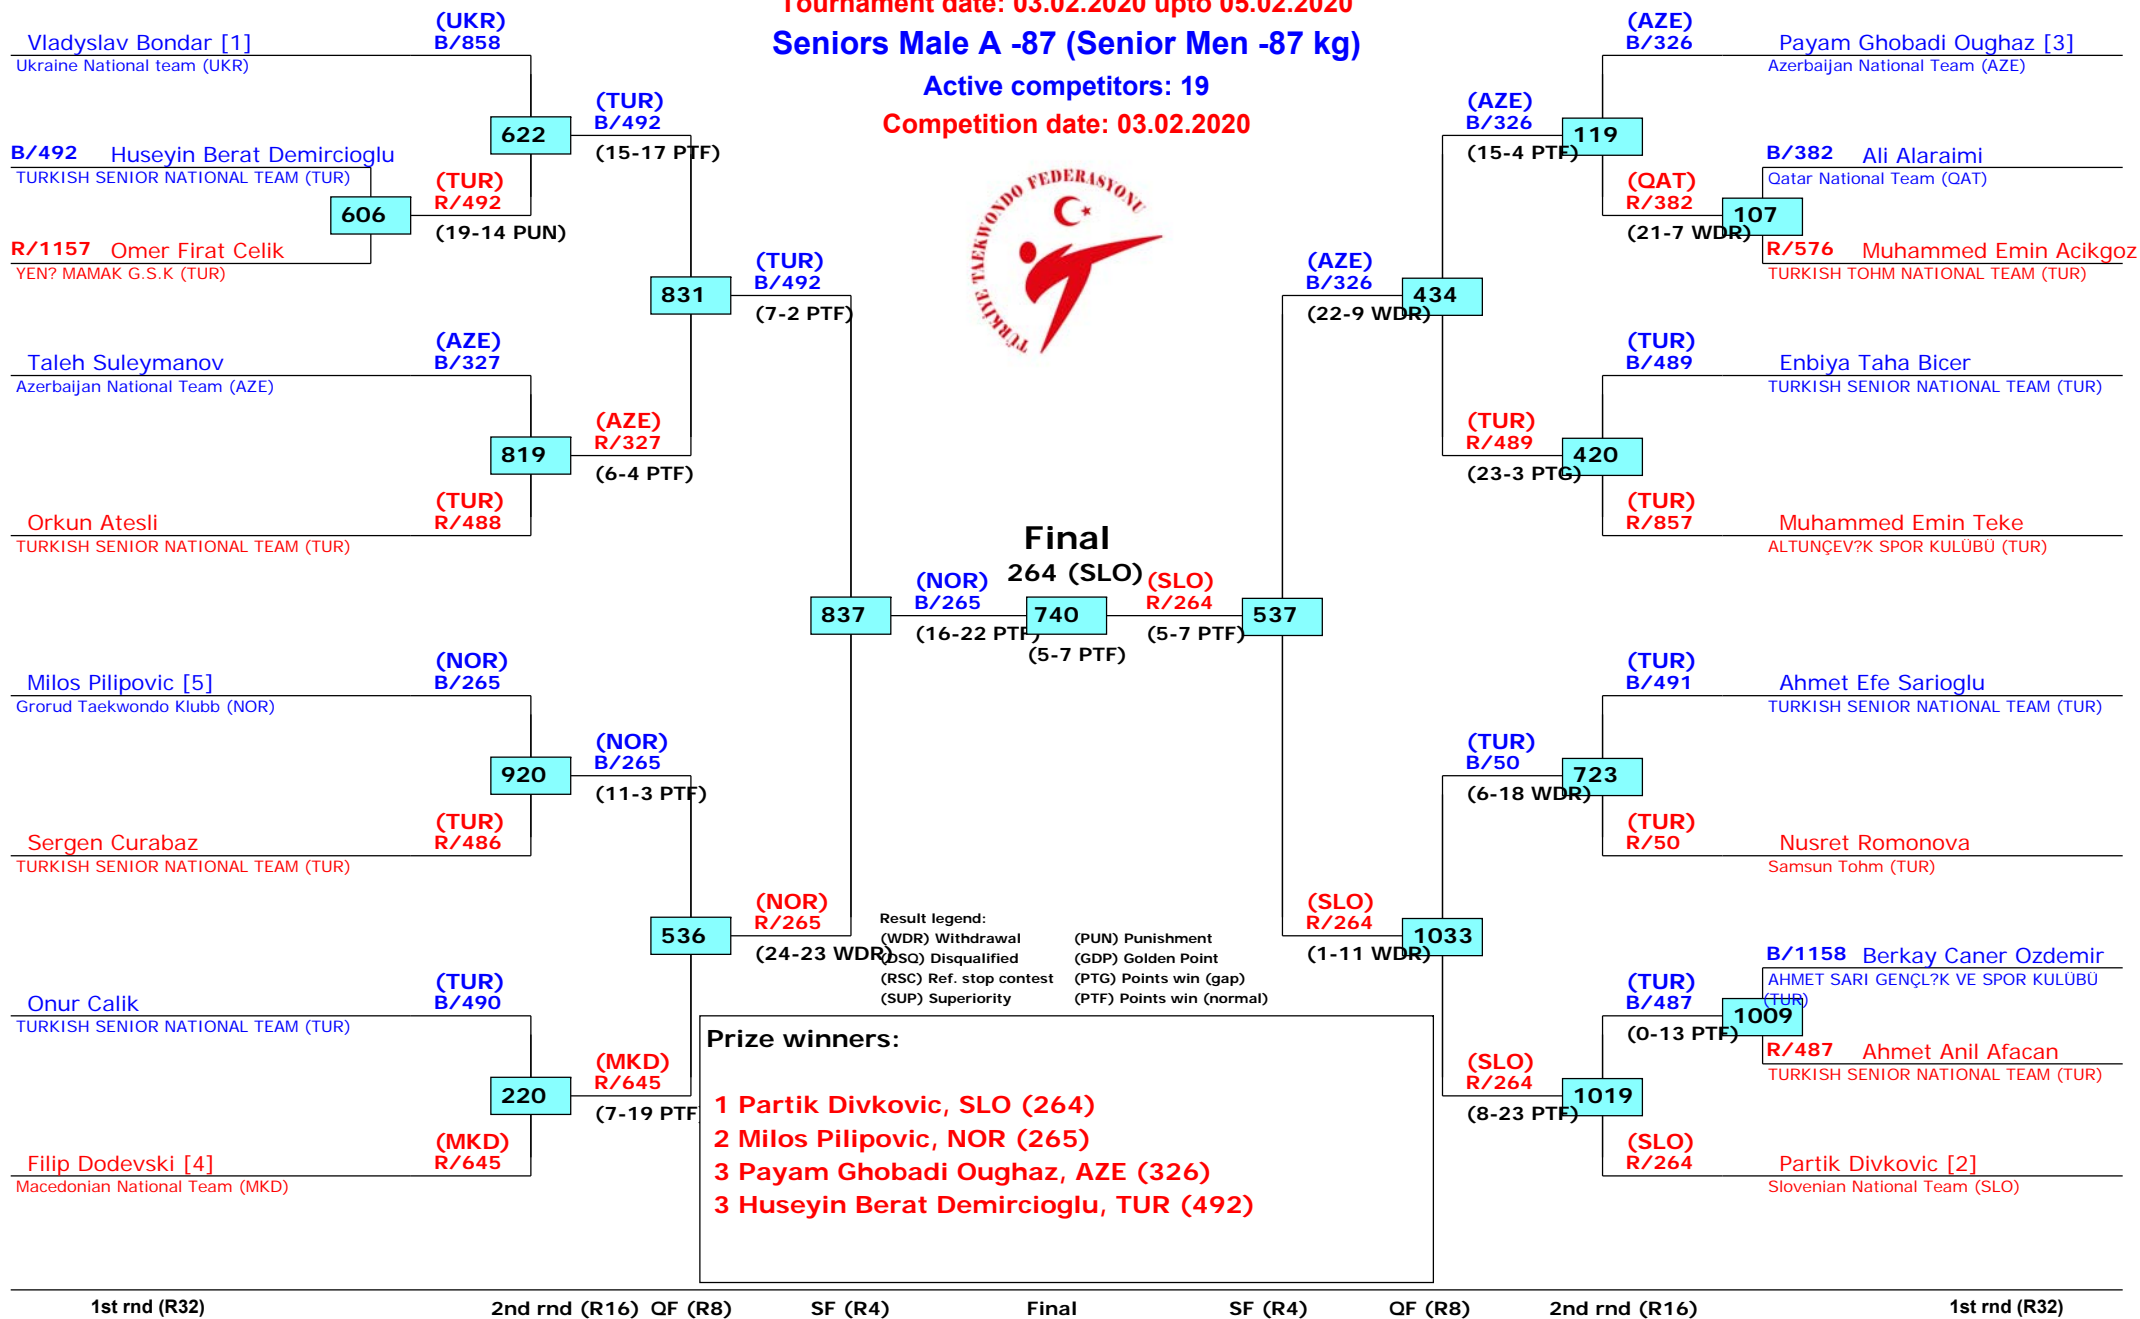 Tournament date: 03.02.2020 upto 05.02.2020
Seniors Male A -87 (Senior Men -87 kg)
Active competitors: 19
Competition date: 03.02.2020
TÜRKİYE TAEKWONDO FEDERASYONU
Vladyslav Bondar [1]
Ukraine National team (UKR)
(UKR)
B/858
B/492 Huseyin Berat Demircioglu
TURKISH SENIOR NATIONAL TEAM (TUR)
606
R/1157 Omer Firat Celik
YEN? MAMAK G.S.K (TUR)
(TUR)
R/492
(19-14 PUN)
622
(TUR)
B/492
(15-17 PTF)
Taleh Suleymanov
Azerbaijan National Team (AZE)
(AZE)
B/327
819
Orkun Atesli
TURKISH SENIOR NATIONAL TEAM (TUR)
(TUR)
R/488
(AZE)
R/327
(6-4 PTF)
831
(TUR)
B/492
(7-2 PTF)
Milos Pilipovic [5]
Grorud Taekwondo Klubb (NOR)
(NOR)
B/265
920
Sergen Curabaz
TURKISH SENIOR NATIONAL TEAM (TUR)
(TUR)
R/486
(NOR)
B/265
(11-3 PTF)
Onur Calik
TURKISH SENIOR NATIONAL TEAM (TUR)
(TUR)
B/490
220
Filip Dodevski [4]
Macedonian National Team (MKD)
(MKD)
R/645
(MKD)
R/645
(7-19 PTF
536
(NOR)
R/265
(24-23 WDR)
837
(NOR)
B/265
(16-22 PTF)
Final
264 (SLO)
740
(5-7 PTF)
(SLO)
R/264
(5-7 PTF)
537
(AZE)
B/326
(22-9 WDR)
434
(AZE)
B/326
(15-4 PTF)
119
(AZE)
B/326
Payam Ghobadi Oughaz [3]
Azerbaijan National Team (AZE)
(QAT)
R/382
(21-7 WDR)
107
B/382 Ali Alaraimi
Qatar National Team (QAT)
R/576 Muhammed Emin Acikgoz
TURKISH TOHM NATIONAL TEAM (TUR)
(TUR)
R/489
(23-3 PTG)
420
(TUR)
B/489
Enbiya Taha Bicer
TURKISH SENIOR NATIONAL TEAM (TUR)
(TUR)
R/857
Muhammed Emin Teke
ALTUNÇEV?K SPOR KULÜBÜ (TUR)
(SLO)
R/264
(1-11 WDR)
1033
(TUR)
B/50
(6-18 WDR)
723
(TUR)
B/491
Ahmet Efe Sarioglu
TURKISH SENIOR NATIONAL TEAM (TUR)
(TUR)
R/50
Nusret Romonova
Samsun Tohm (TUR)
(SLO)
R/264
(8-23 PTF)
1019
(TUR)
B/487
(0-13 PTF)
1009
B/1158 Berkay Caner Ozdemir
AHMET SARI GENÇL?K VE SPOR KULÜBÜ
(TUR)
R/487 Ahmet Anil Afacan
TURKISH SENIOR NATIONAL TEAM (TUR)
(SLO)
R/264
Partik Divkovic [2]
Slovenian National Team (SLO)
Result legend:
(WDR) Withdrawal (PUN) Punishment
(DSQ) Disqualified (GDP) Golden Point
(RSC) Ref. stop contest (PTG) Points win (gap)
(SUP) Superiority (PTF) Points win (normal)
Prize winners:
1 Partik Divkovic, SLO (264)
2 Milos Pilipovic, NOR (265)
3 Payam Ghobadi Oughaz, AZE (326)
3 Huseyin Berat Demircioglu, TUR (492)
1st rnd (R32) 2nd rnd (R16) QF (R8) SF (R4) Final SF (R4) QF (R8) 2nd rnd (R16) 1st rnd (R32)